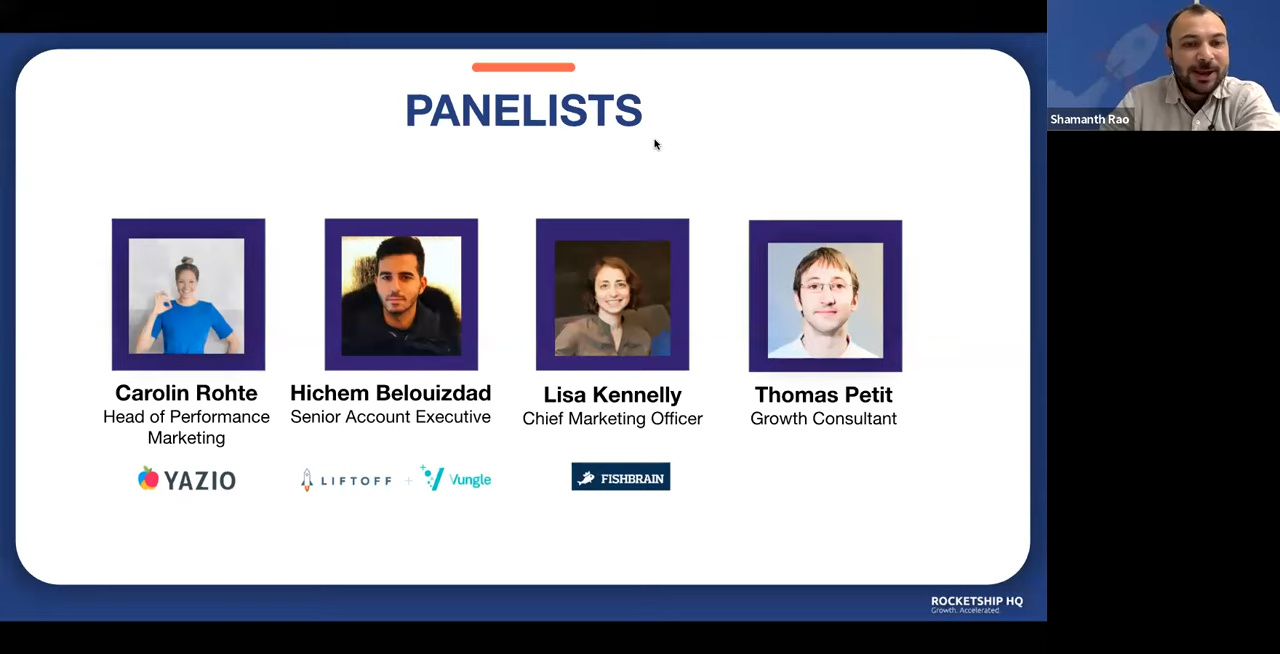 PANELISTS
Shamanth Rao
Carolin Rohte
Head of Performance
Marketing
YAZIO
Hichem Belouizdad
Senior Account Executive
LIFTOFF + Vungle
Lisa Kennelly
Chief Marketing Officer
FISHBRAIN
Thomas Petit
Growth Consultant
ROCKETSHIP HQ
Growth. Accelerated.